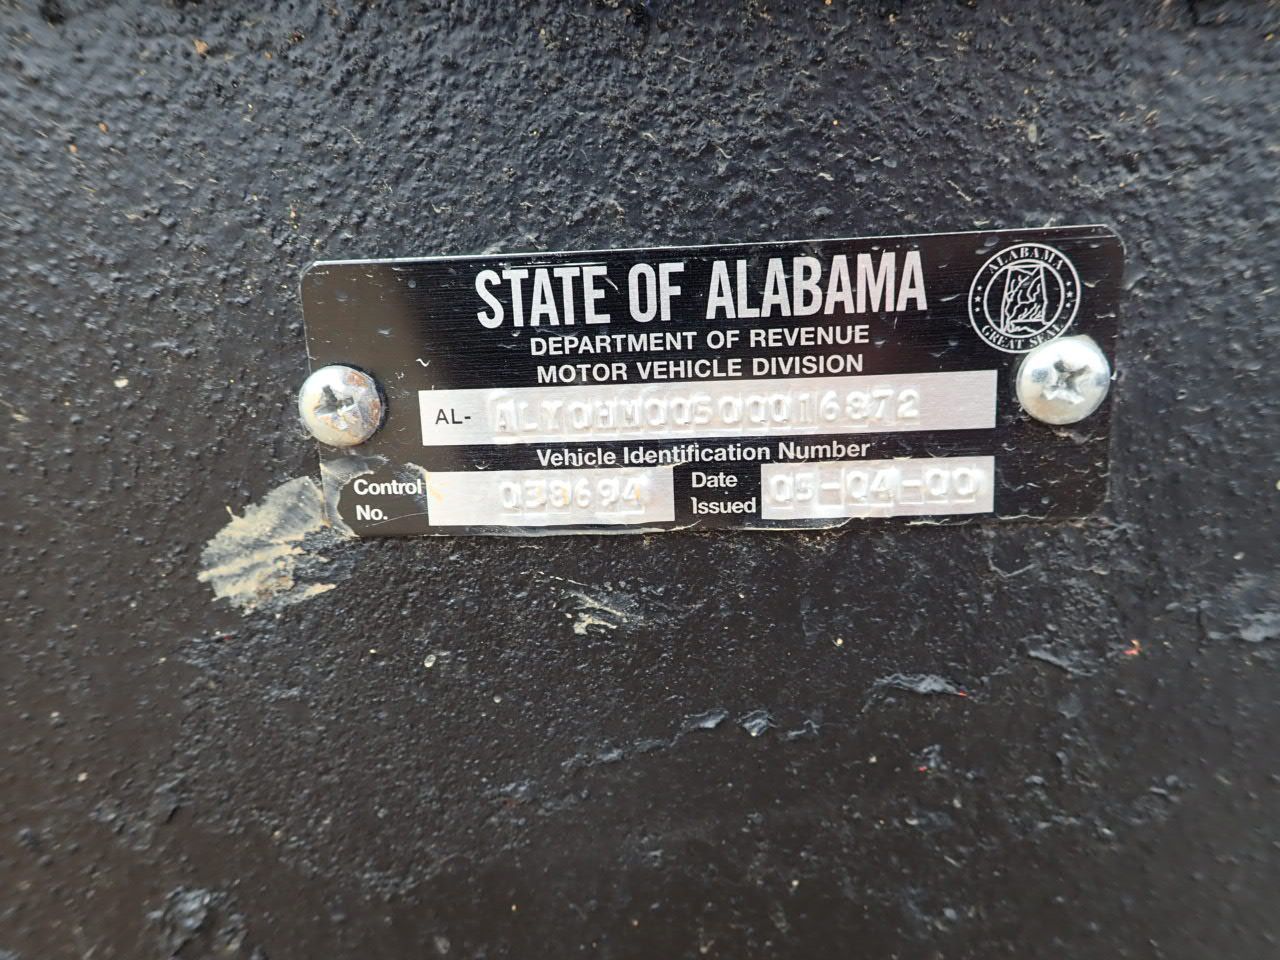 STATE OF ALABAMA
ALABAMA
GREAT SEAL
DEPARTMENT OF REVENUE
MOTOR VEHICLE DIVISION
AL-
Vehicle Identification Number
Control No. 038694
Date Issued 05-04-00